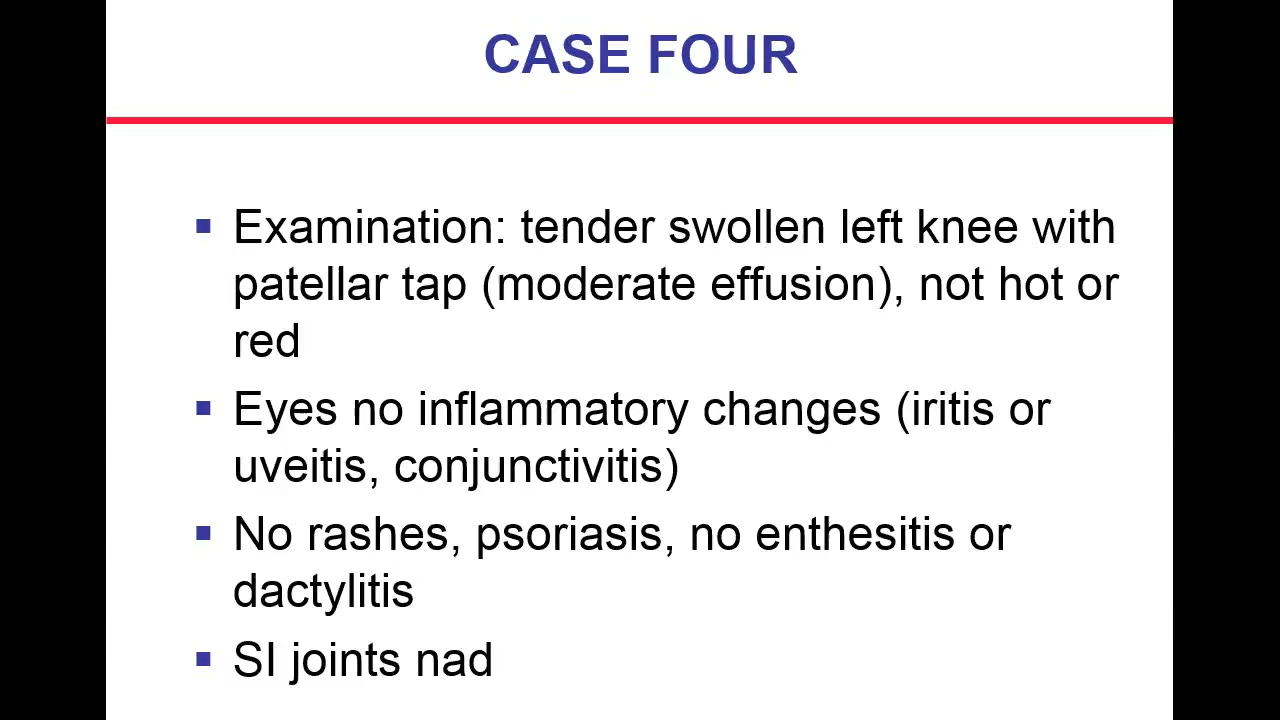 CASE FOUR
Examination: tender swollen left knee with
patellar tap (moderate effusion), not hot or
red
Eyes no inflammatory changes (iritis or
uveitis, conjunctivitis)
No rashes, psoriasis, no enthesitis or
dactylitis
SI joints nad